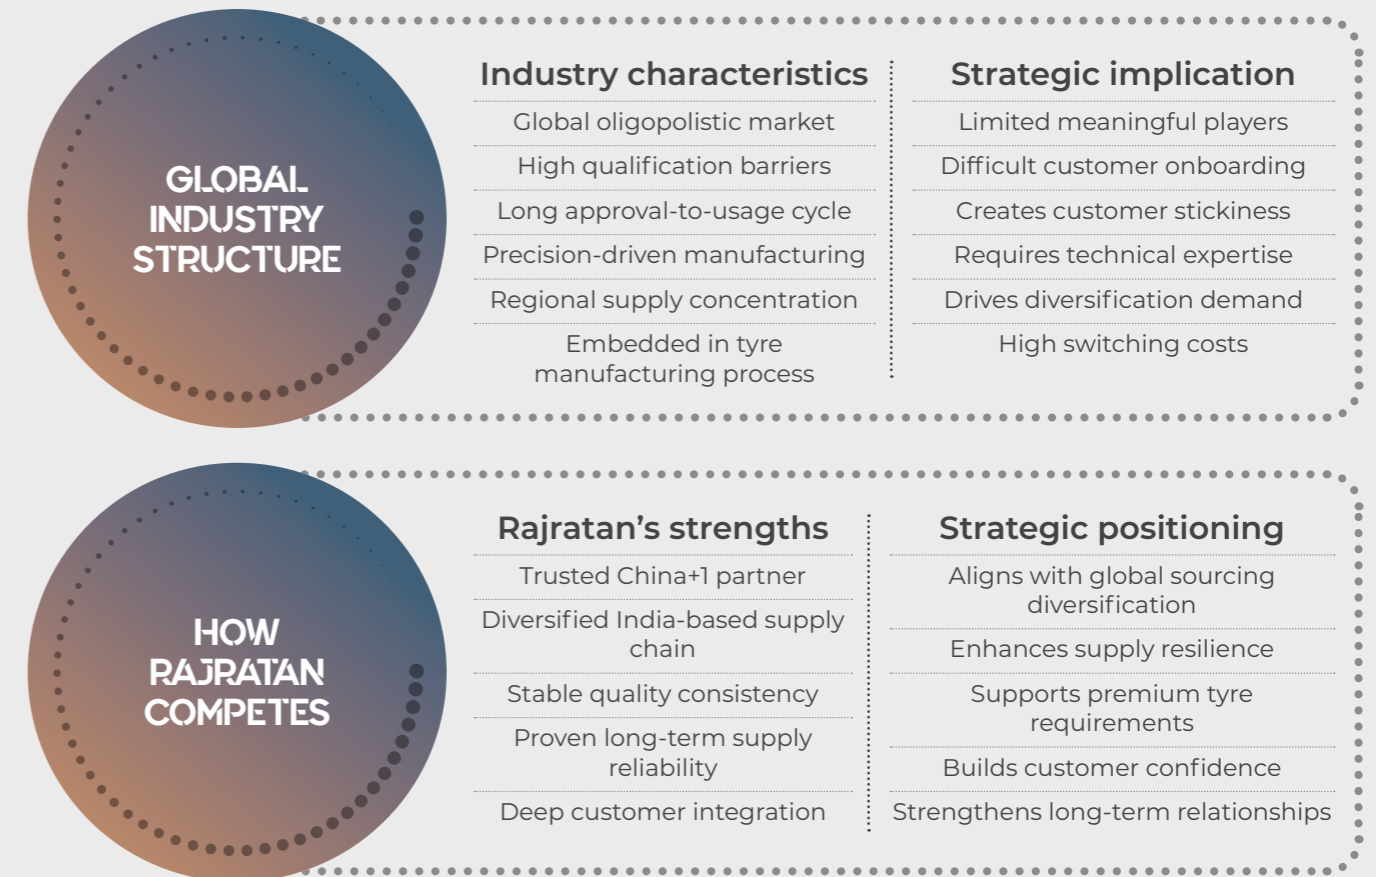 GLOBAL
INDUSTRY
STRUCTURE
Industry characteristics
Strategic implication
Global oligopolistic market
Limited meaningful players
High qualification barriers
Difficult customer onboarding
Long approval-to-usage cycle
Creates customer stickiness
Precision-driven manufacturing
Requires technical expertise
Regional supply concentration
Drives diversification demand
Embedded in tyre
manufacturing process
High switching costs
HOW
RAJRATAN
COMPETES
Rajratan’s strengths
Strategic positioning
Trusted China+1 partner
Aligns with global sourcing
diversification
Diversified India-based supply
chain
Enhances supply resilience
Stable quality consistency
Supports premium tyre
requirements
Proven long-term supply
reliability
Builds customer confidence
Deep customer integration
Strengthens long-term relationships